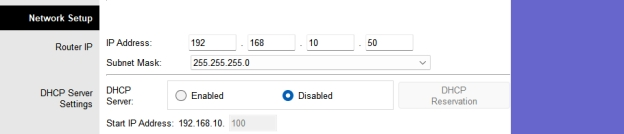 Network Setup
Router IP
IP Address: 192 . 168 . 10 . 50
Subnet Mask: 255.255.255.0
DHCP Server Settings
DHCP Server: Enabled Disabled
DHCP Reservation
Start IP Address: 192.168.10. 100